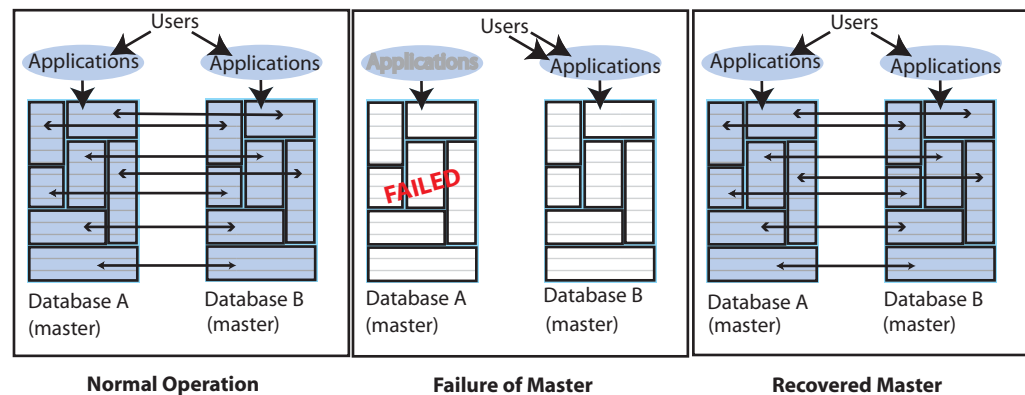 Users
Applications
Applications
Database A
(master)
Database B
(master)
Normal Operation
Users
Applications
Applications
FAILED
Database A
(master)
Database B
(master)
Failure of Master
Users
Applications
Applications
Database A
(master)
Database B
(master)
Recovered Master